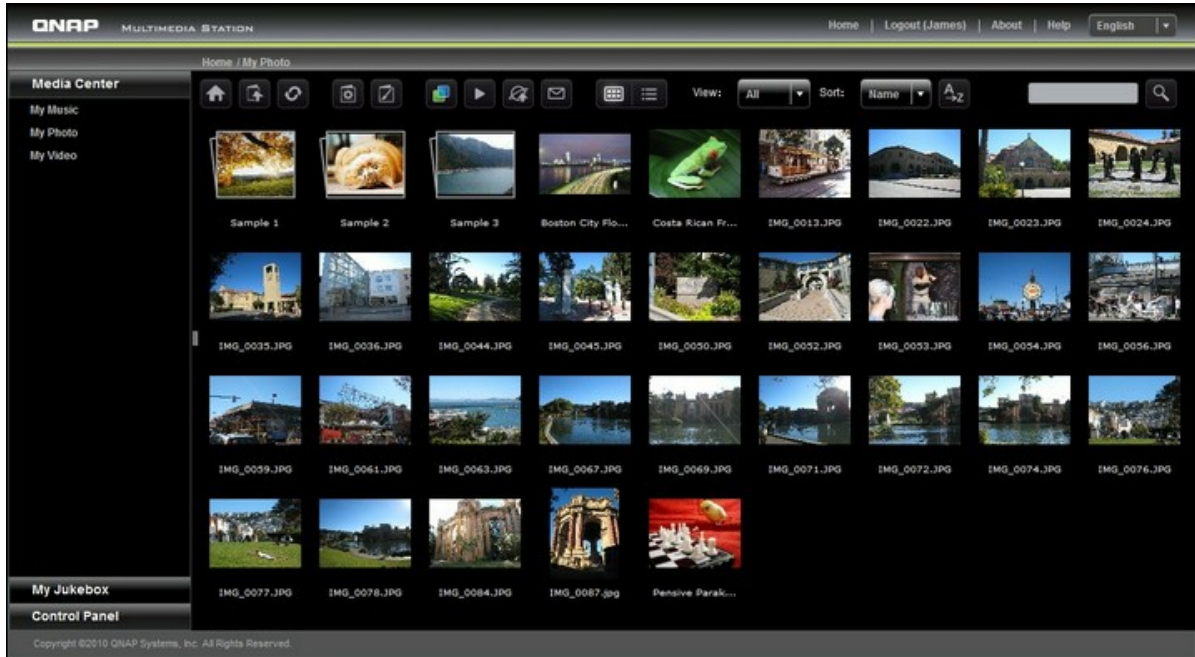 QNAP MULTIMEDIA STATION Home | Logout (James) | About | Help English
Home / My Photo
Media Center
My Music
My Photo
My Video
View: All Sort: Name A Z
Sample 1 Sample 2 Sample 3 Boston City Flo... Costa Rican Fr... IMG_0013.JPG IMG_0022.JPG IMG_0023.JPG IMG_0024.JPG
IMG_0035.JPG IMG_0036.JPG IMG_0044.JPG IMG_0045.JPG IMG_0050.JPG IMG_0052.JPG IMG_0053.JPG IMG_0054.JPG IMG_0056.JPG
IMG_0059.JPG IMG_0061.JPG IMG_0063.JPG IMG_0067.JPG IMG_0069.JPG IMG_0071.JPG IMG_0072.JPG IMG_0074.JPG IMG_0076.JPG
IMG_0077.JPG IMG_0078.JPG IMG_0084.JPG IMG_0087.jpg Pensive Parak...
My Jukebox
Control Panel
Copyright ©2010 QNAP Systems, Inc. All Rights Reserved.